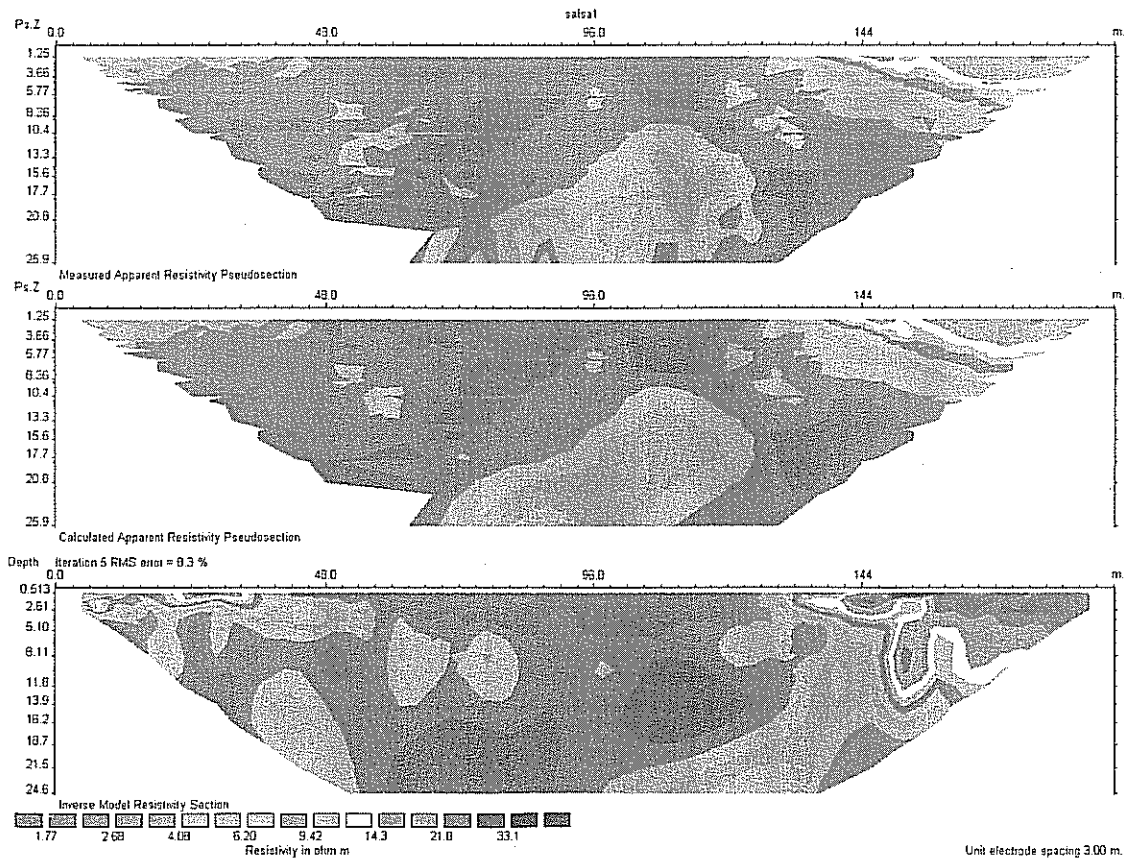 salsat
Ps.Z 0.0 48.0 96.0 144 m.
1.25
3.66
5.77
8.36
10.4
13.3
15.6
17.7
20.8
25.9
Measured Apparent Resistivity Pseudosection
Ps.Z 0.0 48.0 96.0 144 m.
1.25
3.66
5.77
8.36
10.4
13.3
15.6
17.7
20.8
25.9
Calculated Apparent Resistivity Pseudosection
Depth Iteration 5 RMS error = 8.3 %
0.0 48.0 96.0 144 m.
0.513
2.61
5.10
8.11
11.6
13.9
16.2
18.7
21.5
24.6
Inverse Model Resistivity Section
1.77 2.68 4.08 6.20 9.42 14.3 21.8 33.1
Resistivity in ohm m
Unit electrode spacing 3.00 m.